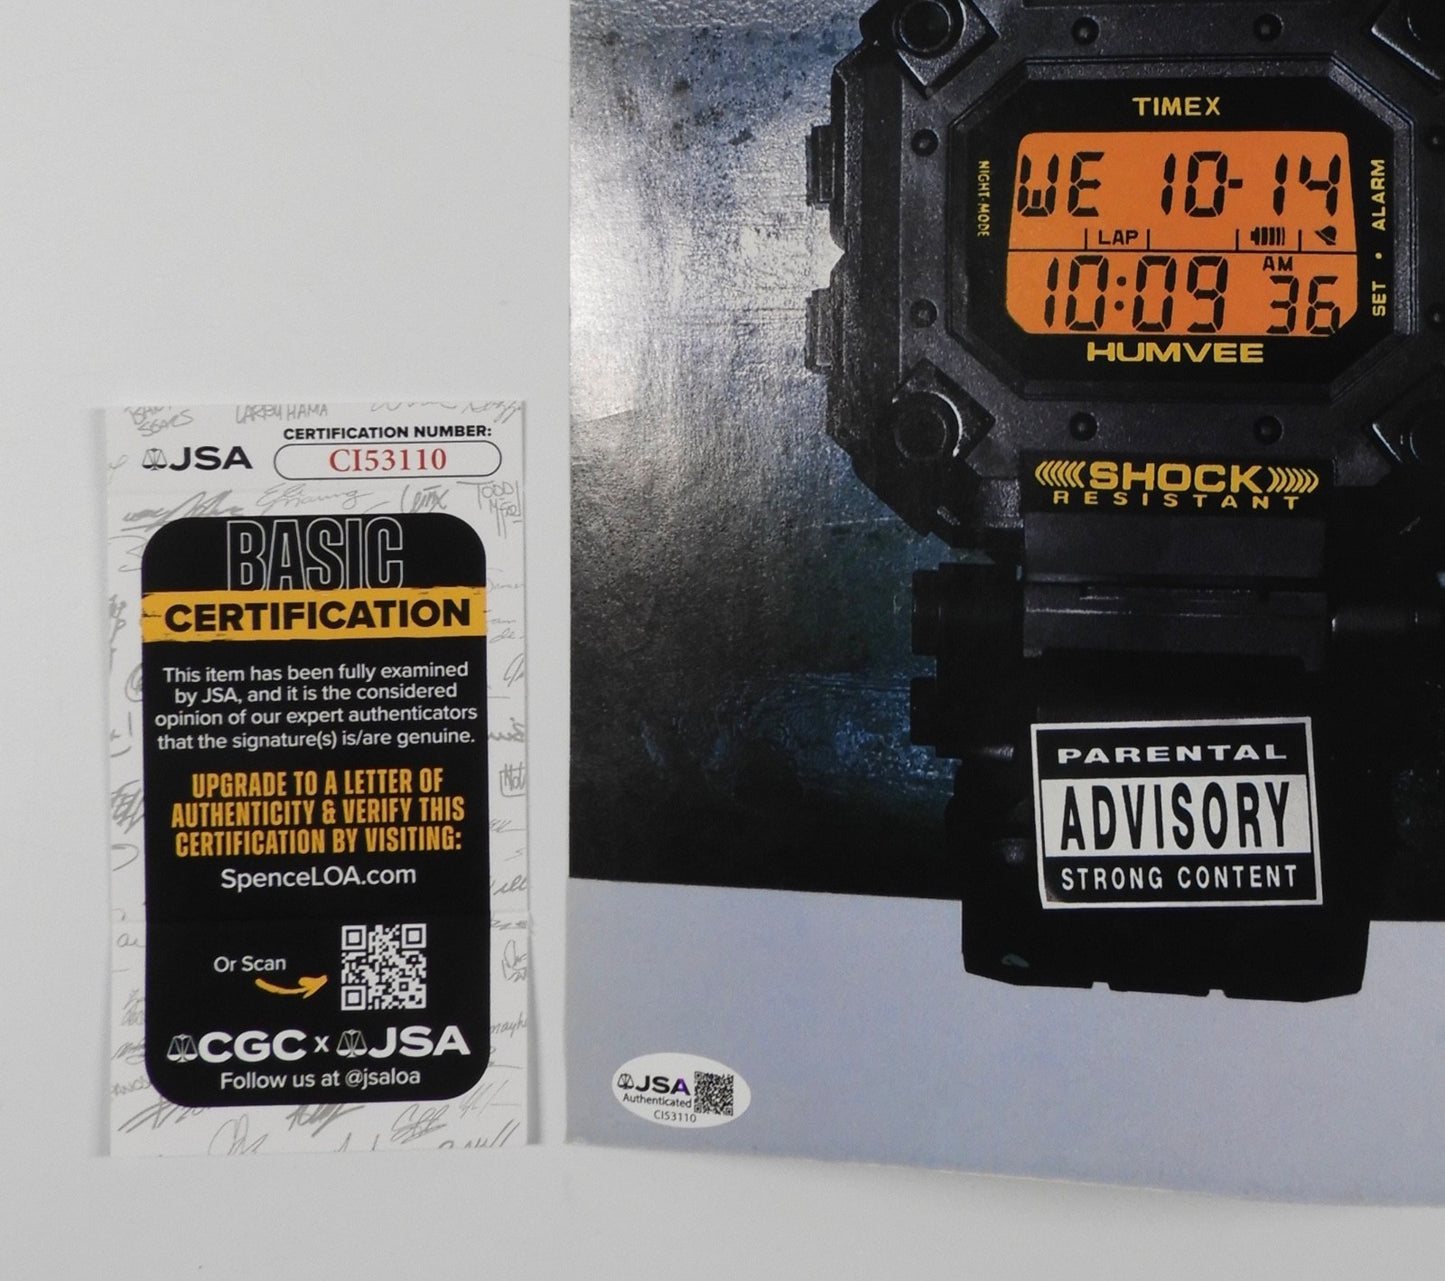 LARRY HAMA
CERTIFICATION NUMBER:
JSA
CI53110
BASIC
CERTIFICATION
This item has been fully examined
by JSA, and it is the considered
opinion of our expert authenticators
that the signature(s) is/are genuine.
UPGRADE TO A LETTER OF
AUTHENTICITY & VERIFY THIS
CERTIFICATION BY VISITING:
SpenceLOA.com
Or Scan
CGC x JSA
Follow us at @jsaloa
TIMEX
NIGHT-MODE
WE 10-14
LAP
10:09 AM 36
SET • ALARM
HUMVEE
SHOCK
RESISTANT
PARENTAL
ADVISORY
STRONG CONTENT
JSA
Authenticated
CI53110